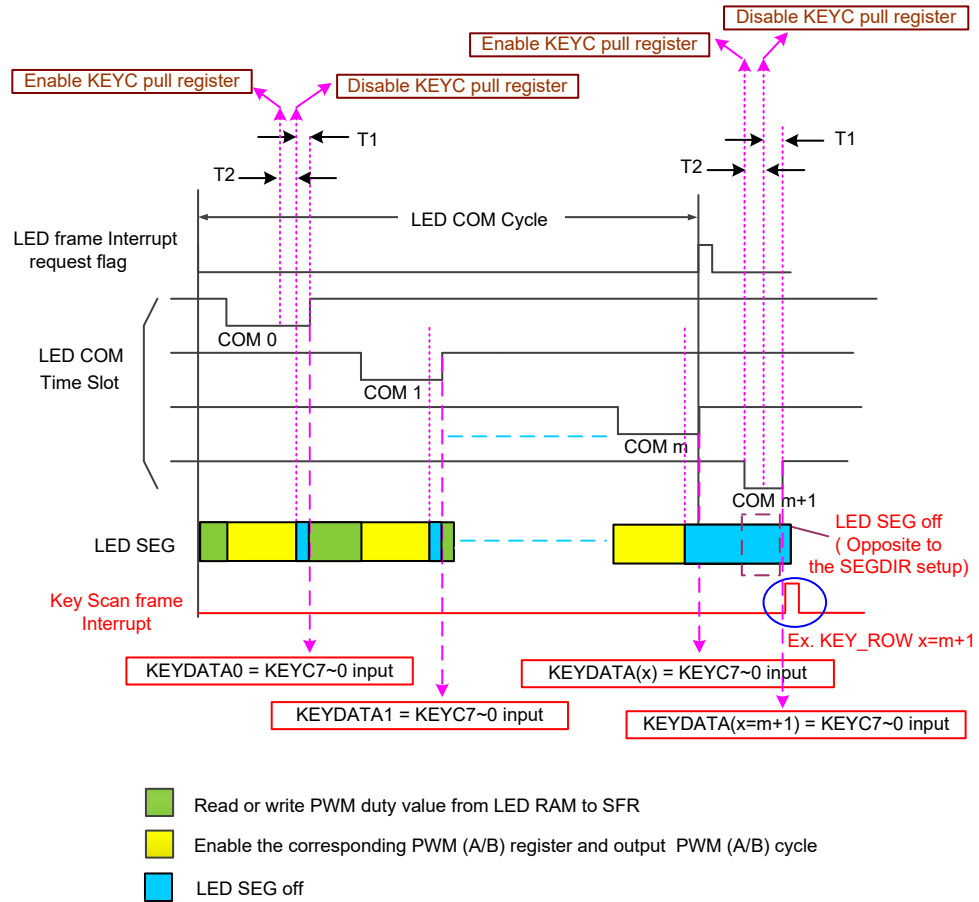 Disable KEYC pull register
Enable KEYC pull register
Enable KEYC pull register
Disable KEYC pull register
T1
T1
T2
T2
LED COM Cycle
LED frame Interrupt
request flag
COM 0
LED COM
Time Slot
COM 1
COM m
COM m+1
LED SEG
LED SEG off
( Opposite to
the SEGDIR setup)
Key Scan frame
Interrupt
Ex. KEY_ROW x=m+1
KEYDATA0 = KEYC7~0 input
KEYDATA(x) = KEYC7~0 input
KEYDATA1 = KEYC7~0 input
KEYDATA(x=m+1) = KEYC7~0 input
Read or write PWM duty value from LED RAM to SFR
Enable the corresponding PWM (A/B) register and output PWM (A/B) cycle
LED SEG off